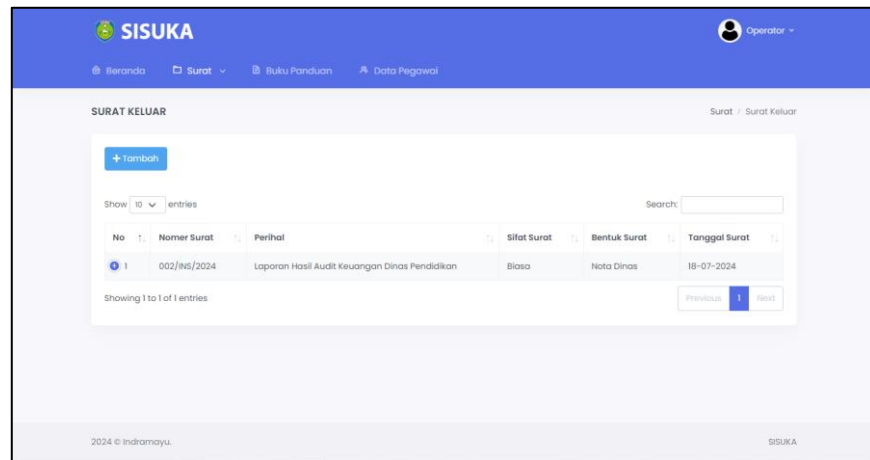 SISUKA
Operator
Beranda Surat Buku Panduan Data Pegawai
SURAT KELUAR
Surat / Surat Keluar
+ Tambah
Show 10 entries
Search:
No Nomer Surat Perihal Sifat Surat Bentuk Surat Tanggal Surat
1 002/INS/2024 Laporan Hasil Audit Keuangan Dinas Pendidikan Biasa Nota Dinas 18-07-2024
Showing 1 to 1 of 1 entries
Previous 1 Next
2024 © Indramayu.
SISUKA